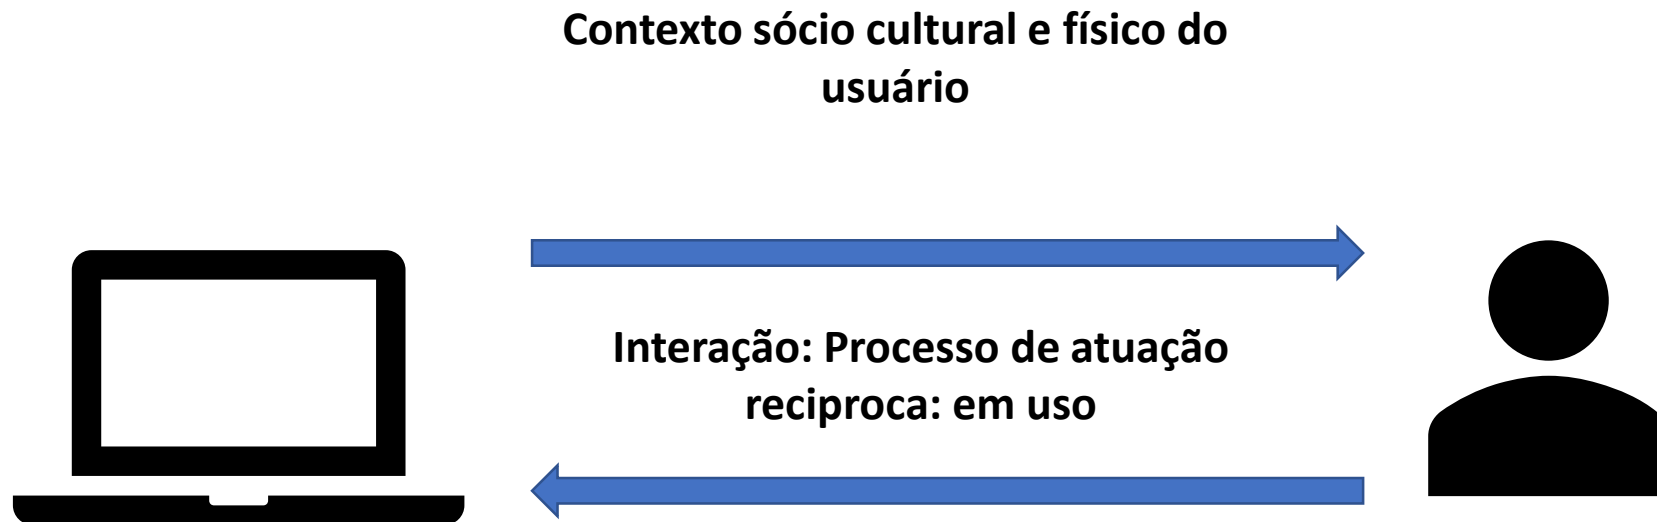 Contexto sócio cultural e físico do
usuário
Interação: Processo de atuação
reciproca: em uso